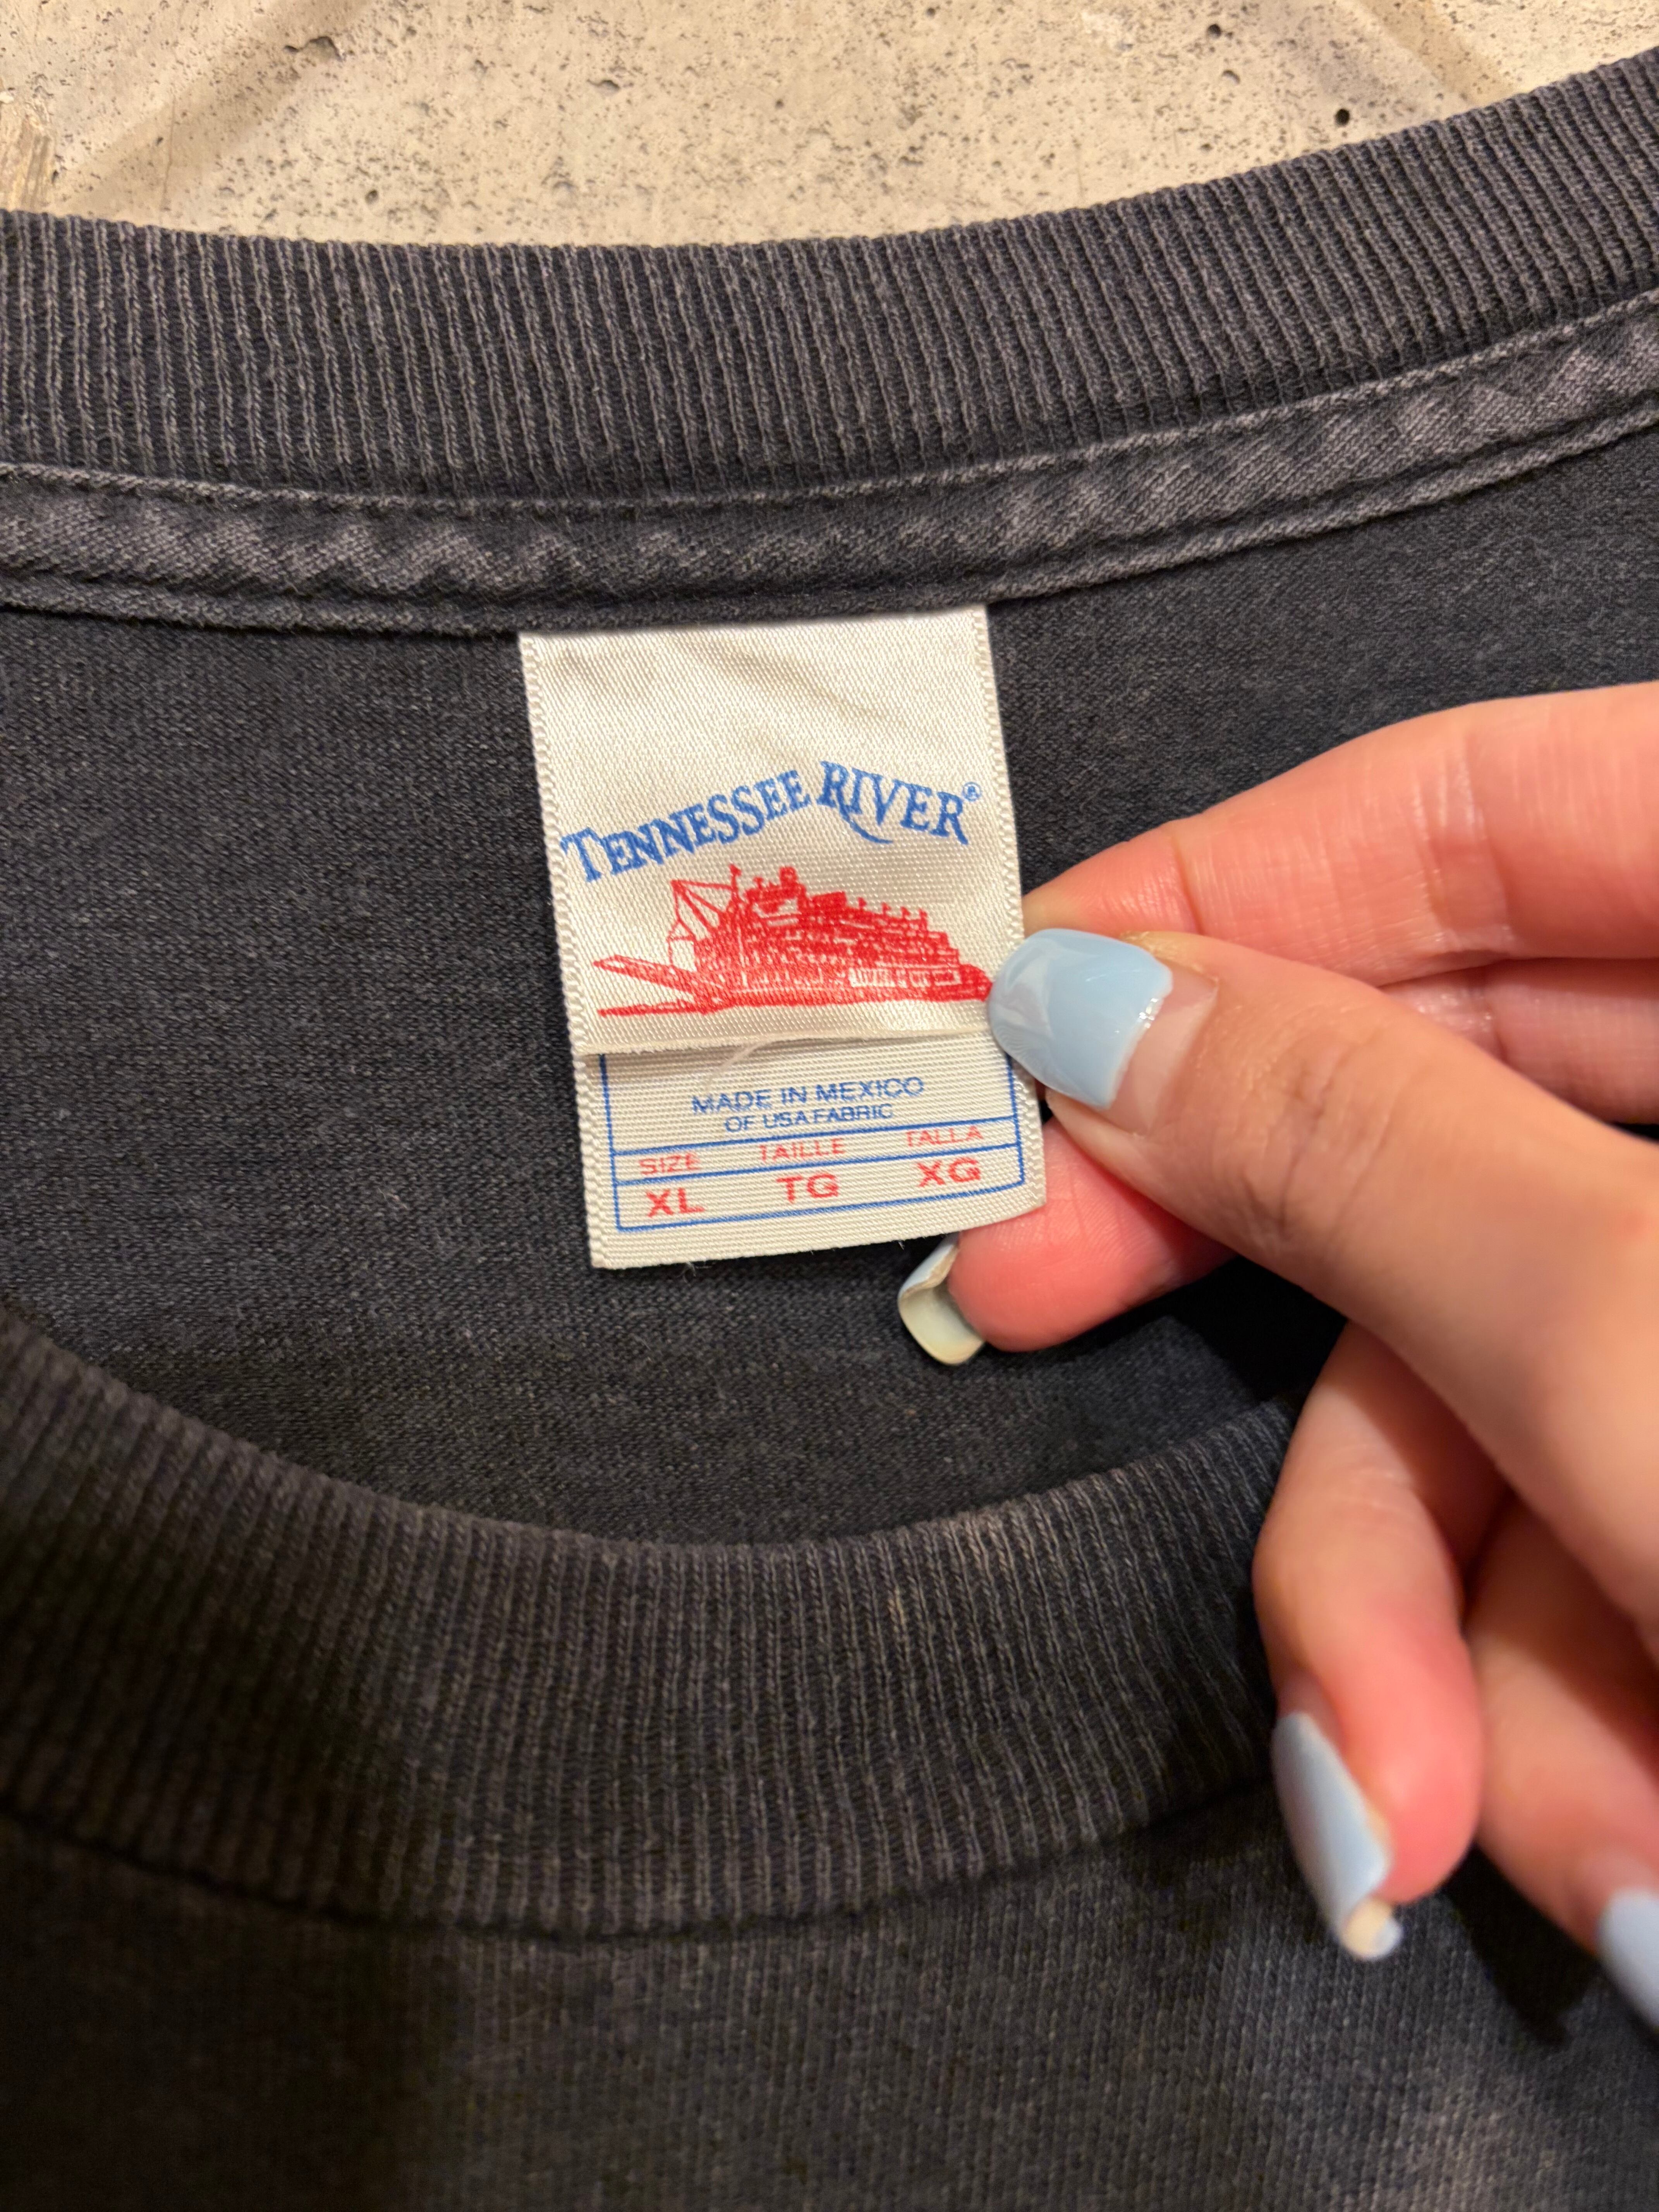 TENNESSEE RIVER®
MADE IN MEXICO
OF USA FABRIC
SIZE TAILLE TALLA
XL TG XG